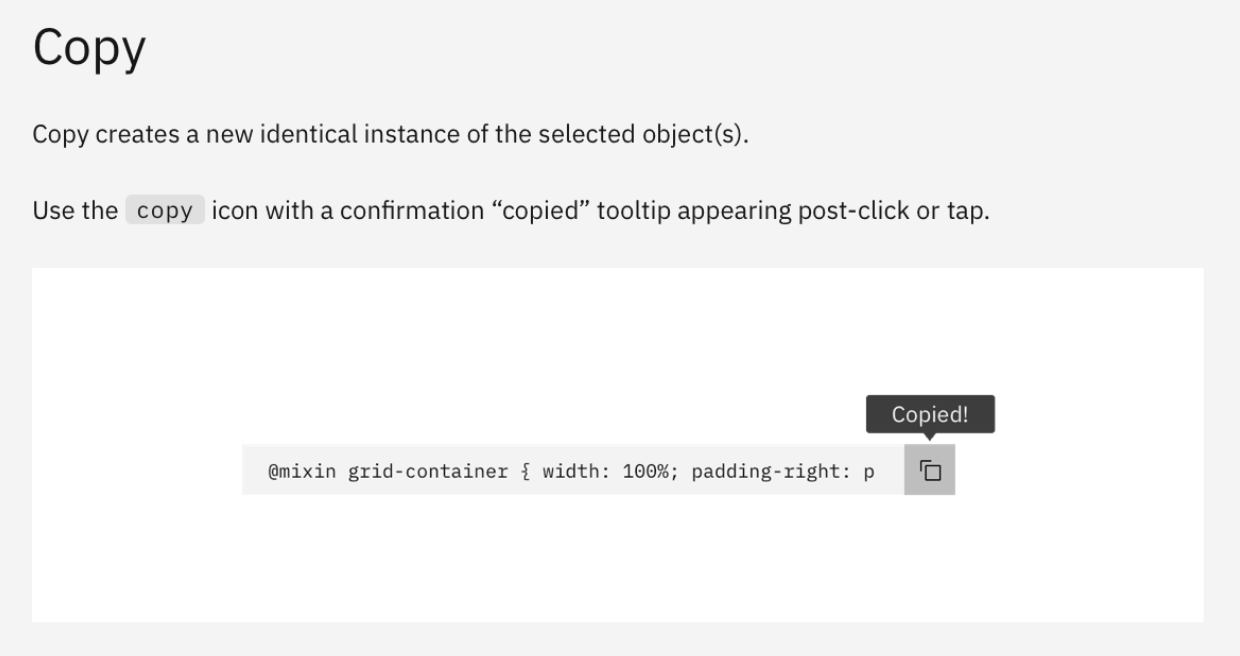 Copy
Copy creates a new identical instance of the selected object(s).
Use the copy icon with a confirmation “copied” tooltip appearing post-click or tap.
Copied!
@mixin grid-container { width: 100%; padding-right: p